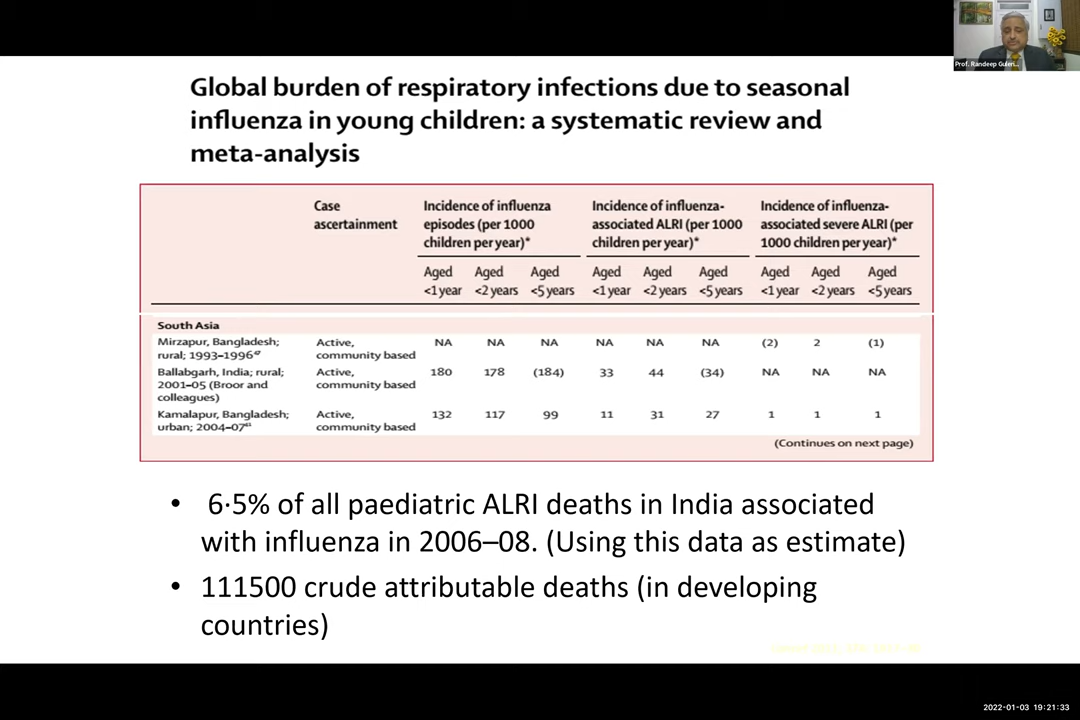 Prof. Randeep Guleri...
Global burden of respiratory infections due to seasonal
influenza in young children: a systematic review and
meta-analysis
Case ascertainment Incidence of influenza episodes (per 1000 children per year)* Incidence of influenza-associated ALRI (per 1000 children per year)* Incidence of influenza-associated severe ALRI (per 1000 children per year)*
Aged <1 year Aged <2 years Aged <5 years Aged <1 year Aged <2 years Aged <5 years Aged <1 year Aged <2 years Aged <5 years
South Asia
Mirzapur, Bangladesh; Active, NA NA NA NA NA NA (2) 2 (1)
rural; 1993–1996⁴⁷ community based
Ballabgarh, India; rural; Active, 180 178 (184) 33 44 (34) NA NA NA
2001–05 (Broor and community based
colleagues)
Kamalapur, Bangladesh; Active, 132 117 99 11 31 27 1 1 1
urban; 2004–07 community based
(Continues on next page)
• 6·5% of all paediatric ALRI deaths in India associated
with influenza in 2006–08. (Using this data as estimate)
• 111500 crude attributable deaths (in developing
countries)
2022-01-03 19:21:33